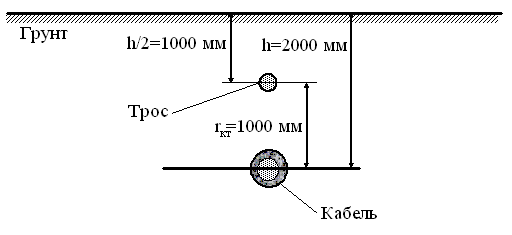 Грунт
h/2=1000 мм
h=2000 мм
Трос
rкт=1000 мм
Кабель